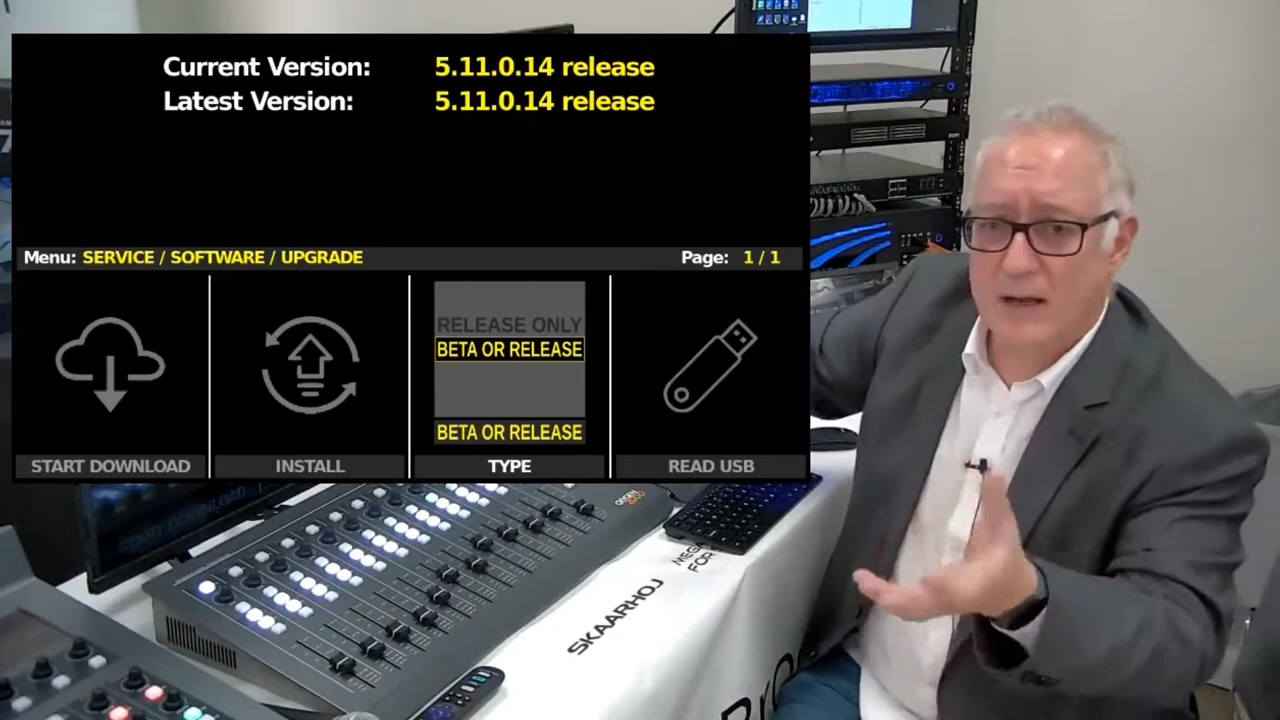 Current Version: 5.11.0.14 release
Latest Version: 5.11.0.14 release
Menu: SERVICE / SOFTWARE / UPGRADE Page: 1 / 1
RELEASE ONLY
BETA OR RELEASE
BETA OR RELEASE
START DOWNLOAD INSTALL TYPE READ USB
SKAARHOJ
FOR